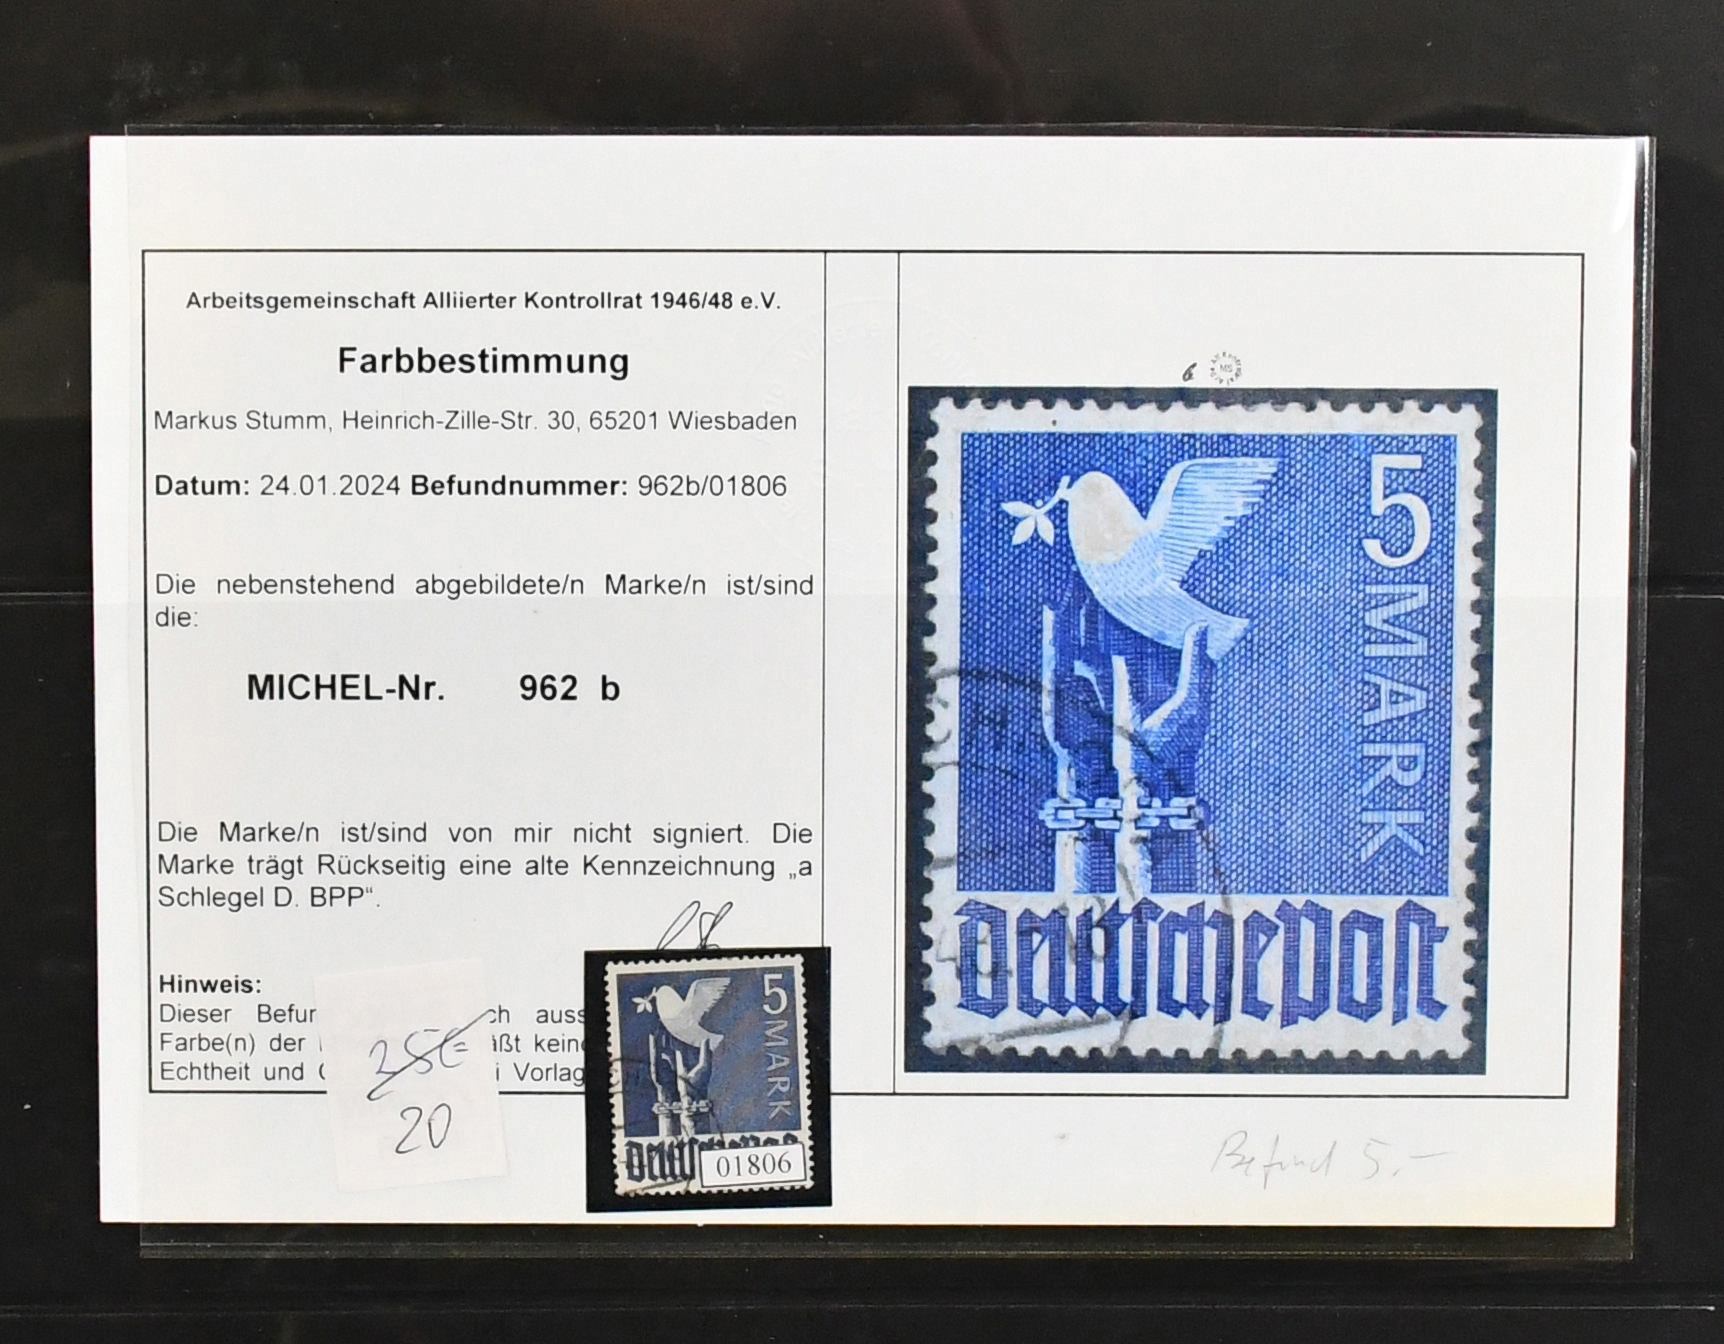 Arbeitsgemeinschaft Alliierter Kontrollrat 1946/48 e.V.
Farbbestimmung
Markus Stumm, Heinrich-Zille-Str. 30, 65201 Wiesbaden
Datum: 24.01.2024 Befundnummer: 962b/01806
Die nebenstehend abgebildete/n Marke/n ist/sind
die:
MICHEL-Nr. 962 b
Die Marke/n ist/sind von mir nicht signiert. Die
Marke trägt Rückseitig eine alte Kennzeichnung „a
Schlegel D. BPP“.
Hinweis:
Dieser
Farbe(n) der
Echtheit und
25€
20
5 MARK
deutsche post
01806
MS
5 MARK
deutsche post
Befund 5.-